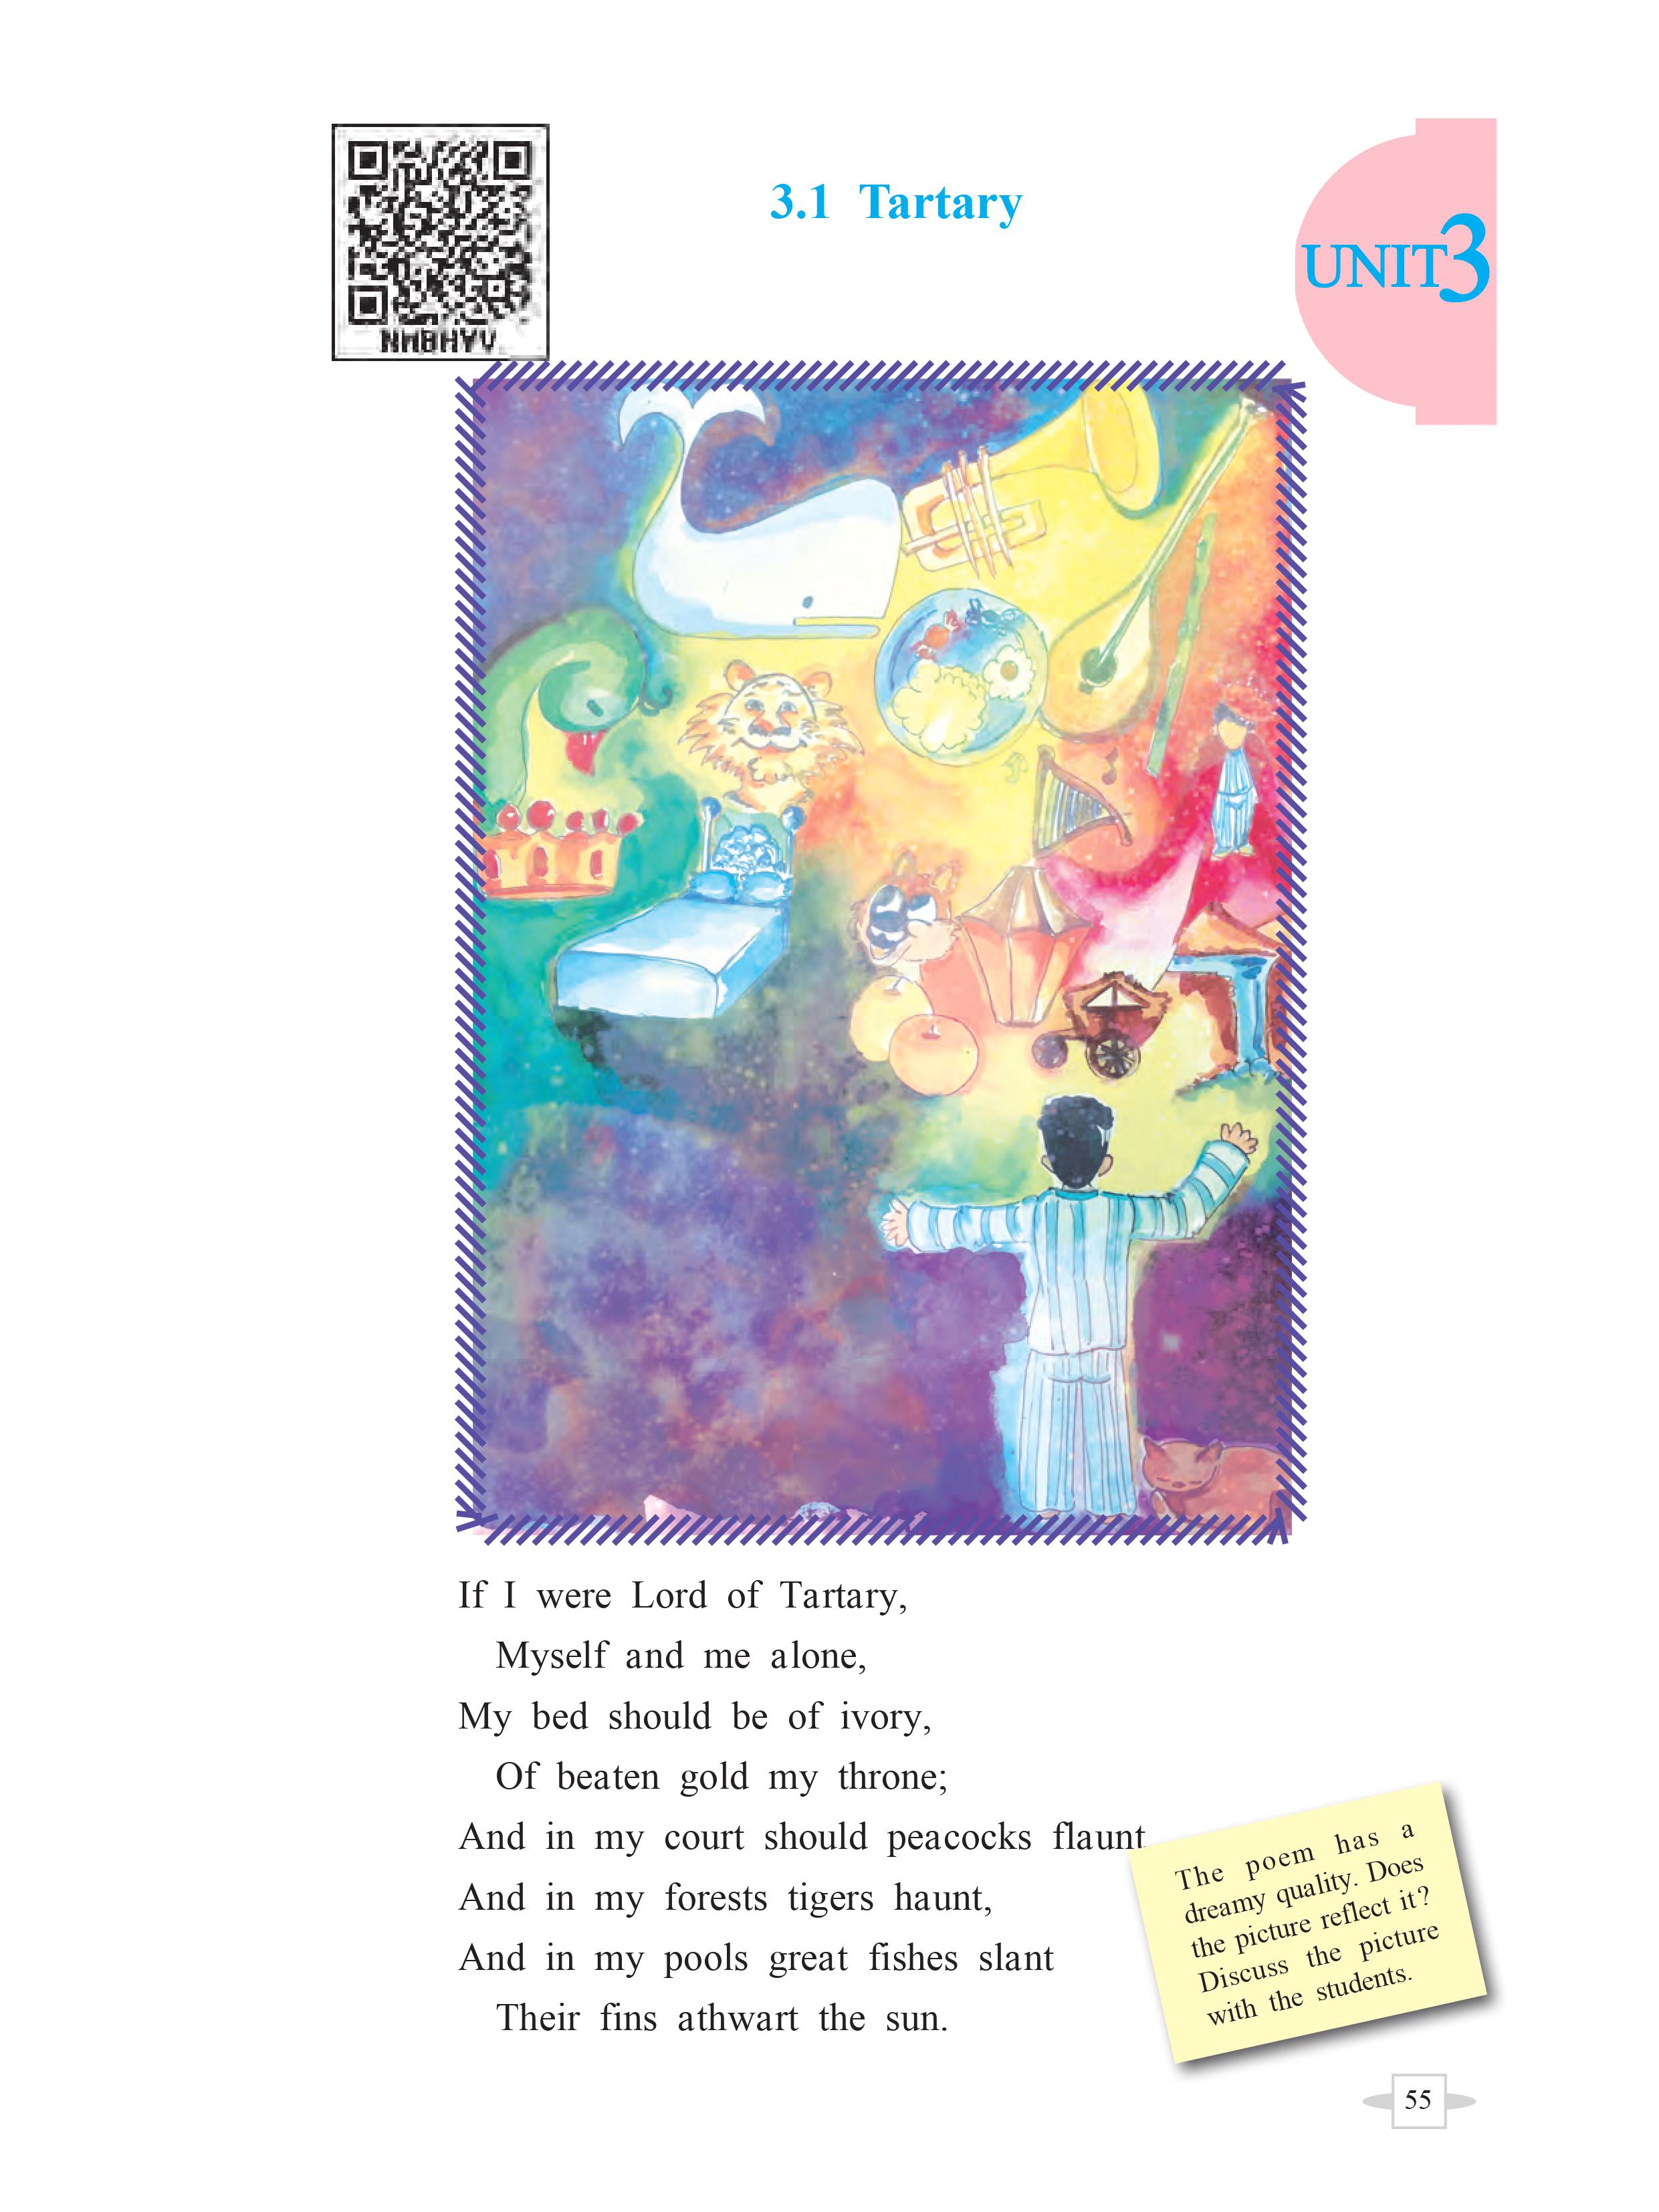 NMBHYV
3.1 Tartary
UNIT3
If I were Lord of Tartary,
Myself and me alone,
My bed should be of ivory,
Of beaten gold my throne;
And in my court should peacocks flaunt
And in my forests tigers haunt,
And in my pools great fishes slant
Their fins athwart the sun.
The poem has a
dreamy quality. Does
the picture reflect it?
Discuss the picture
with the students.
55